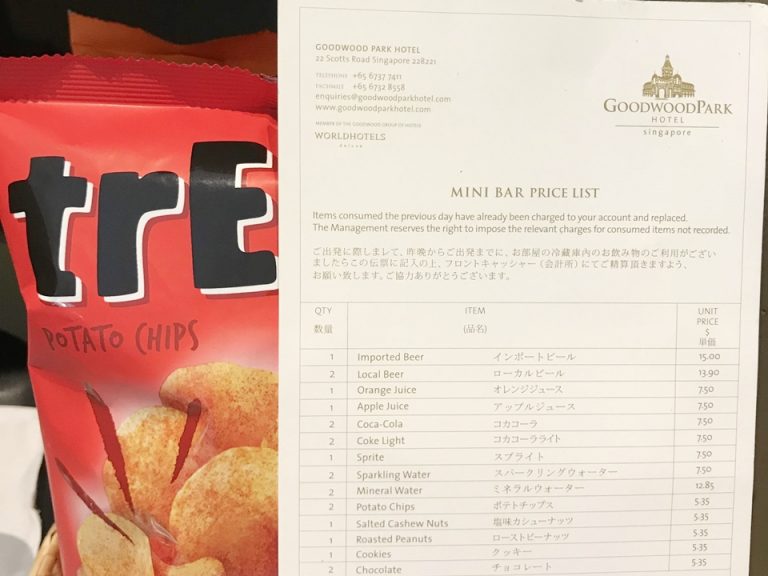 trE
POTATO CHIPS
GOODWOOD PARK HOTEL
22 Scotts Road Singapore 228221
TELEPHONE +65 6737 7411
FACSIMILE +65 6732 8558
enquiries@goodwoodparkhotel.com
www.goodwoodparkhotel.com
MEMBER OF THE GOODWOOD GROUP OF HOTELS
WORLDHOTELS
deluxe
GOODWOODPARK
HOTEL
singapore
MINI BAR PRICE LIST
Items consumed the previous day have already been charged to your account and replaced.
The Management reserves the right to impose the relevant charges for consumed items not recorded.
ご出発に際しまして、昨晩からご出発までに、お部屋の冷蔵庫内のお飲み物のご利用がござい
ましたらこの伝票に記入の上、フロントキャッシャー（会計所）にてご精算頂きますよう、
お願い致します。ご協力ありがとうございます。
QTY 数量 ITEM (品名) UNIT PRICE $ 単価
1 Imported Beer インポートビール 15.00
2 Local Beer ローカルビール 13.90
1 Orange Juice オレンジジュース 7.50
1 Apple Juice アップルジュース 7.50
2 Coca-Cola コカコーラ 7.50
2 Coke Light コカコーラライト 7.50
1 Sprite スプライト 7.50
2 Sparkling Water スパークリングウォーター 7.50
2 Mineral Water ミネラルウォーター 12.85
2 Potato Chips ポテトチップス 5.35
1 Salted Cashew Nuts 塩味カシューナッツ 5.35
1 Roasted Peanuts ローストピーナッツ 5.35
1 Cookies クッキー 5.35
2 Chocolate チョコレート 5.35